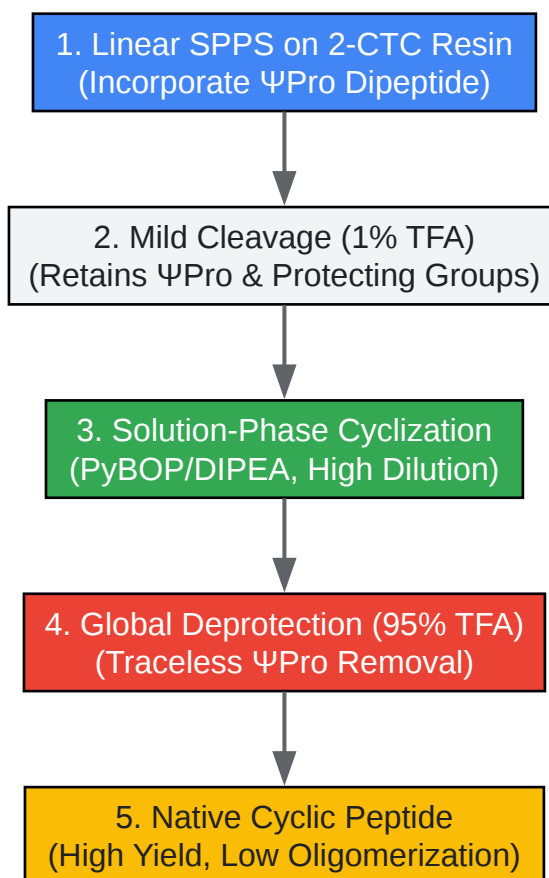 1. Linear SPPS on 2-CTC Resin
(Incorporate ΨPro Dipeptide)
2. Mild Cleavage (1% TFA)
(Retains ΨPro & Protecting Groups)
3. Solution-Phase Cyclization
(PyBOP/DIPEA, High Dilution)
4. Global Deprotection (95% TFA)
(Traceless ΨPro Removal)
5. Native Cyclic Peptide
(High Yield, Low Oligomerization)